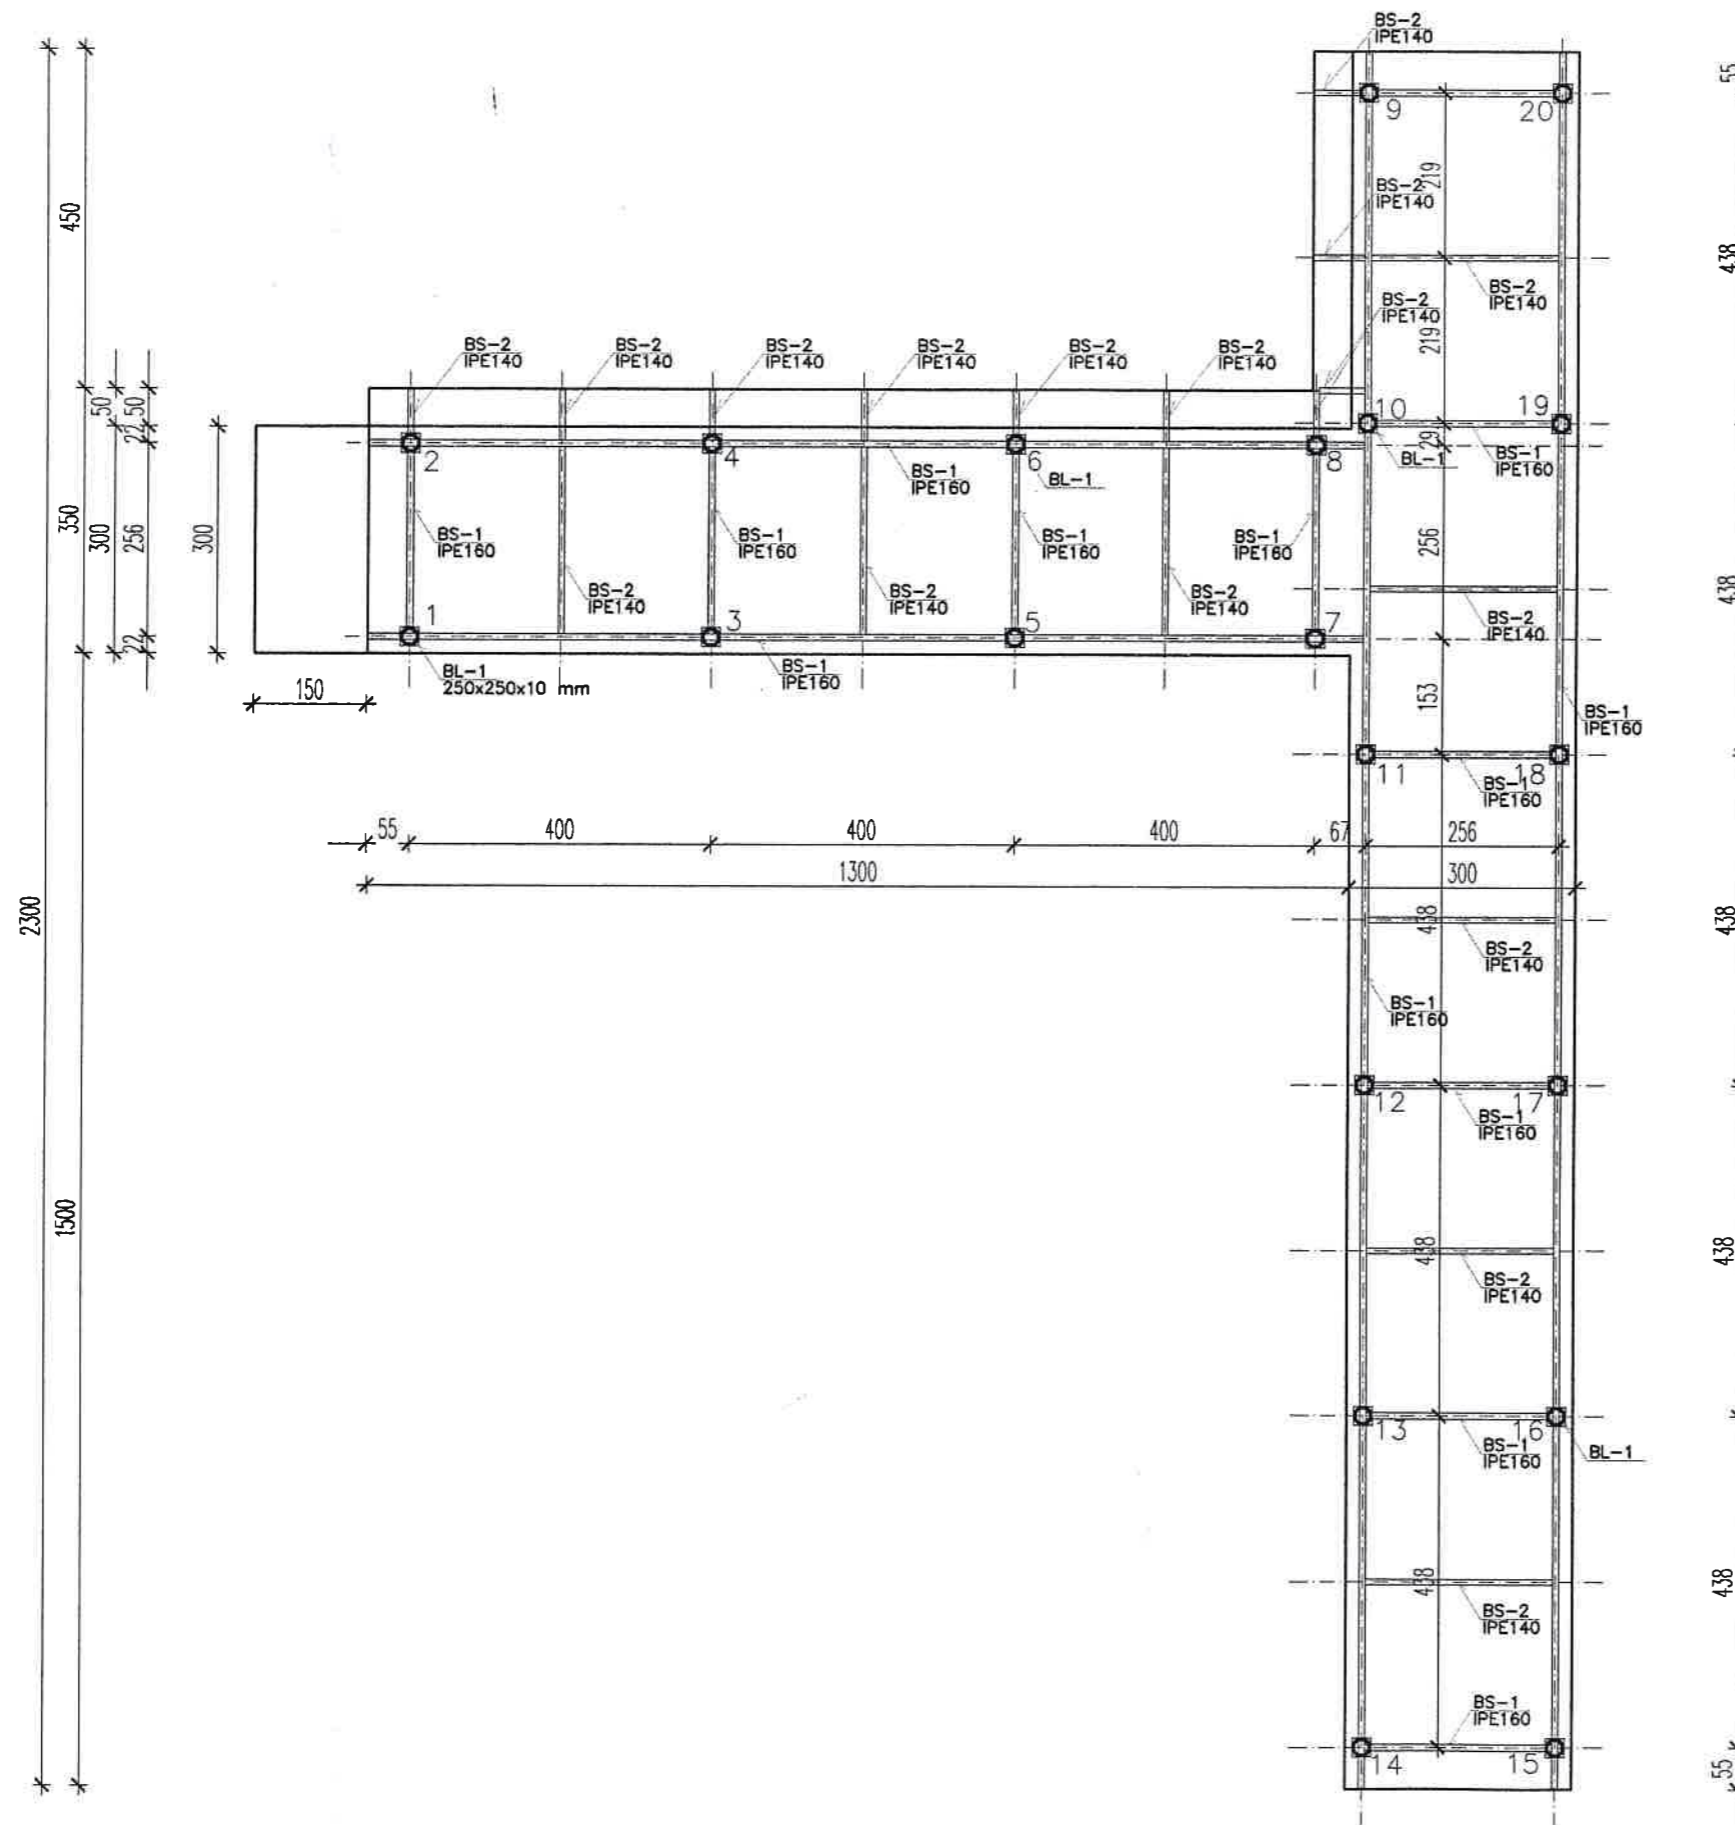 BS-2
IPE140
55
9
20
450
219
BS-2
IPE140
438
BS-2
IPE140
BS-2
IPE140
219
BS-2
IPE140
BS-2
IPE140
BS-2
IPE140
BS-2
IPE140
BS-2
IPE140
BS-2
IPE140
50
50
10
19
22
29
2
4
6
8
BS-1
IPE160
BL-1
BL-1
BS-1
IPE160
350
300
256
300
BS-1
IPE160
BS-1
IPE160
BS-1
IPE160
BS-1
IPE160
256
BS-2
IPE140
BS-2
IPE140
BS-2
IPE140
438
BS-2
IPE140
1
3
5
7
22
BL-1
250x250x10 mm
BS-1
IPE160
150
153
BS-1
IPE160
11
18
BS-1
IPE160
55
400
400
400
67
256
1300
300
2300
438
438
BS-2
IPE140
BS-1
IPE160
12
17
BS-1
IPE160
1500
438
438
BS-2
IPE140
13
16
BS-1
IPE160
BL-1
438
438
BS-2
IPE140
BS-1
IPE160
14
15
55